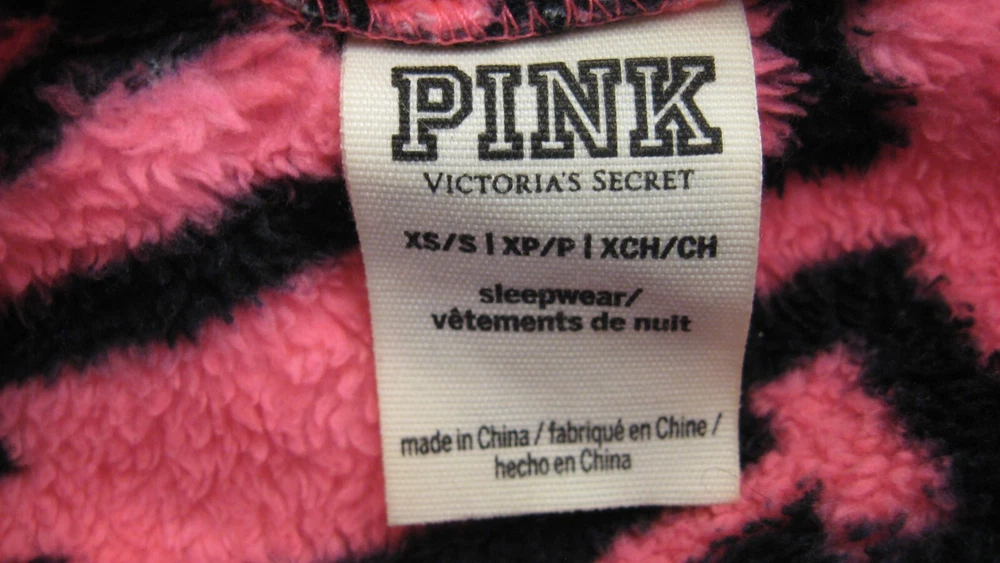 PINK
VICTORIA'S SECRET
XS/S | XP/P | XCH/CH
sleepwear/
vêtements de nuit
made in China / fabriqué en Chine /
hecho en China